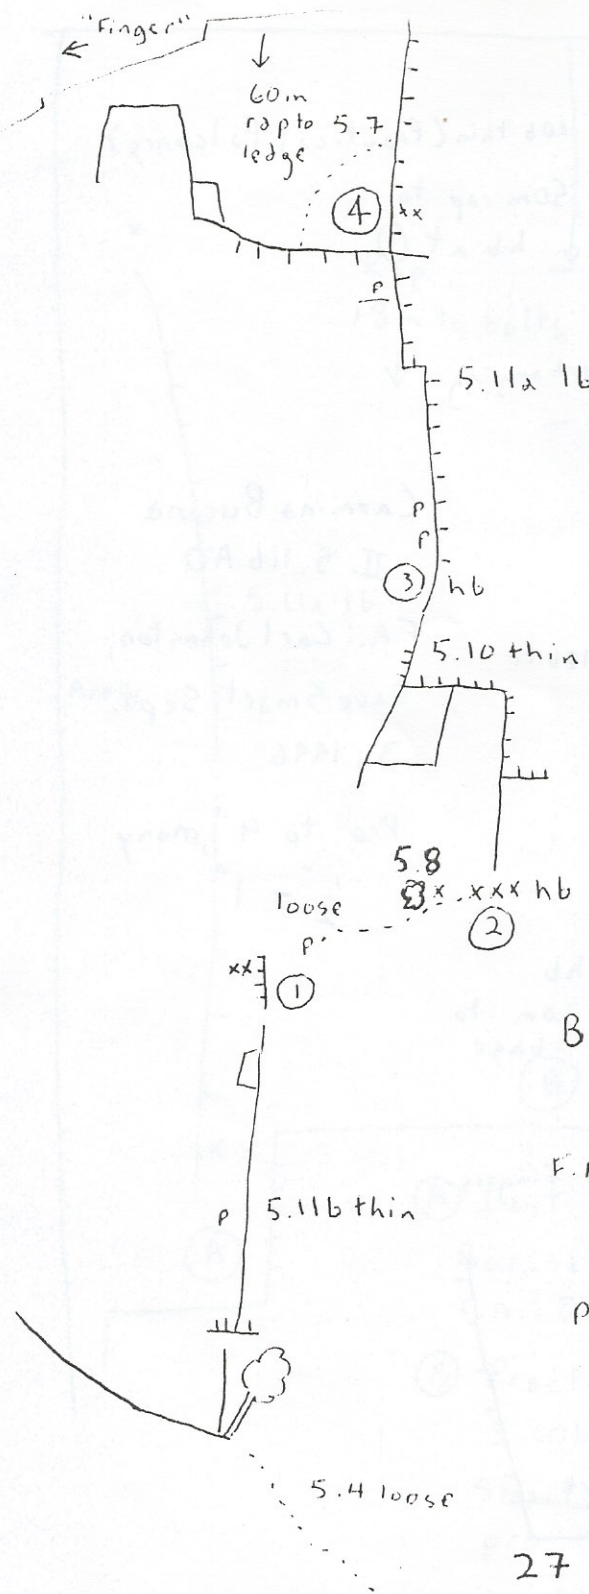 "Finger"
60m
rap to
ledge
5.7
4
xx
P
5.11a lb
P
P
3 hb
5.10 thin
5.8
x xxx hb
loose
2
P
xx
1
B
F.
P 5.11b thin
P
5.4 loose
27